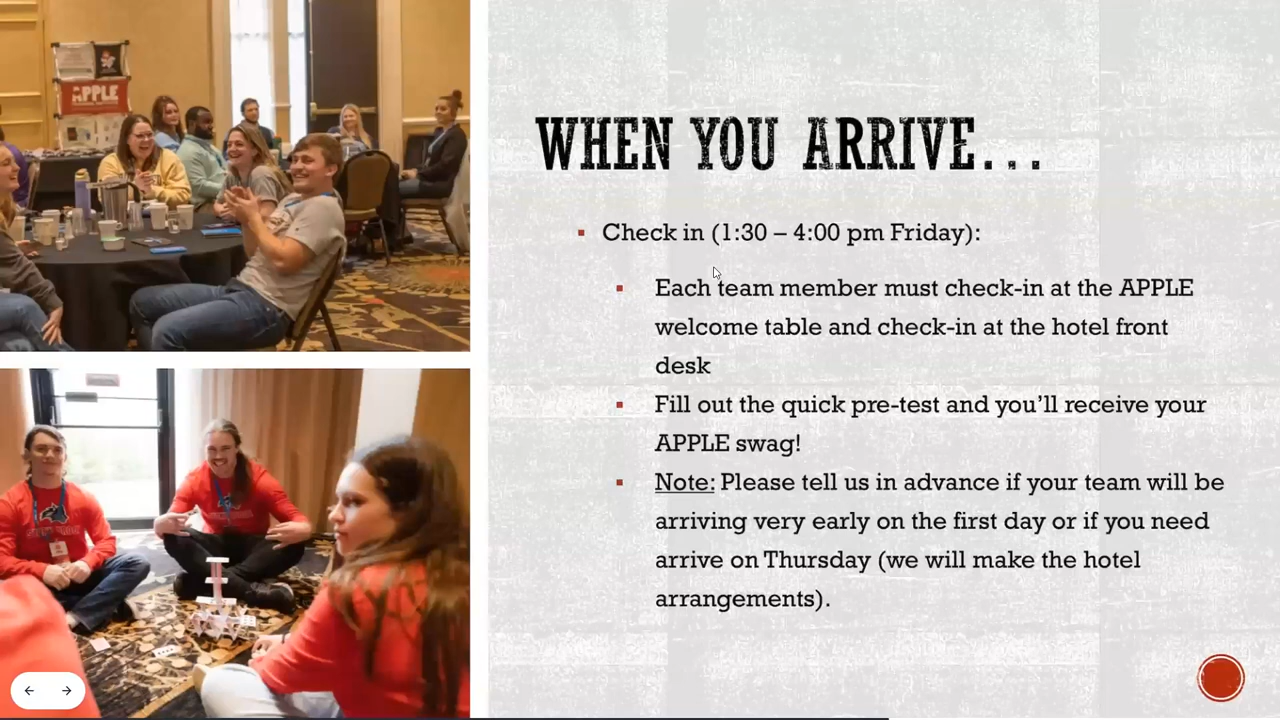 APPLE
WHEN YOU ARRIVE...
▪ Check in (1:30 – 4:00 pm Friday):
▪ Each team member must check-in at the APPLE
welcome table and check-in at the hotel front
desk
▪ Fill out the quick pre-test and you’ll receive your
APPLE swag!
▪ Note: Please tell us in advance if your team will be
arriving very early on the first day or if you need
arrive on Thursday (we will make the hotel
arrangements).